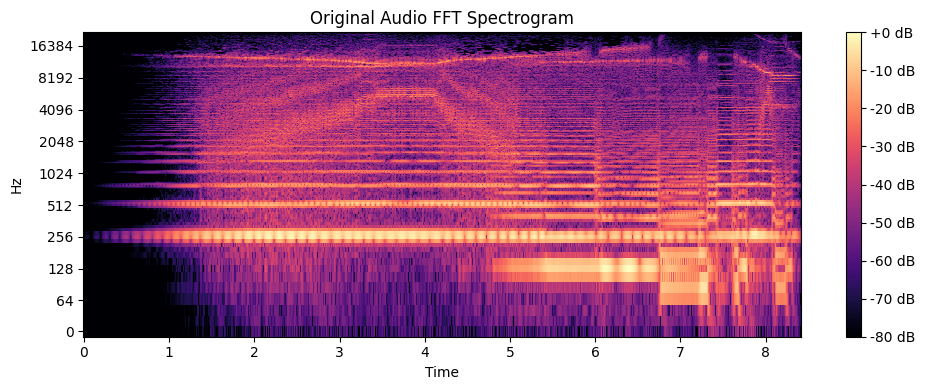 Original Audio FFT Spectrogram
Hz
16384
8192
4096
2048
1024
512
256
128
64
0
0 1 2 3 4 5 6 7 8
Time
+0 dB
-10 dB
-20 dB
-30 dB
-40 dB
-50 dB
-60 dB
-70 dB
-80 dB